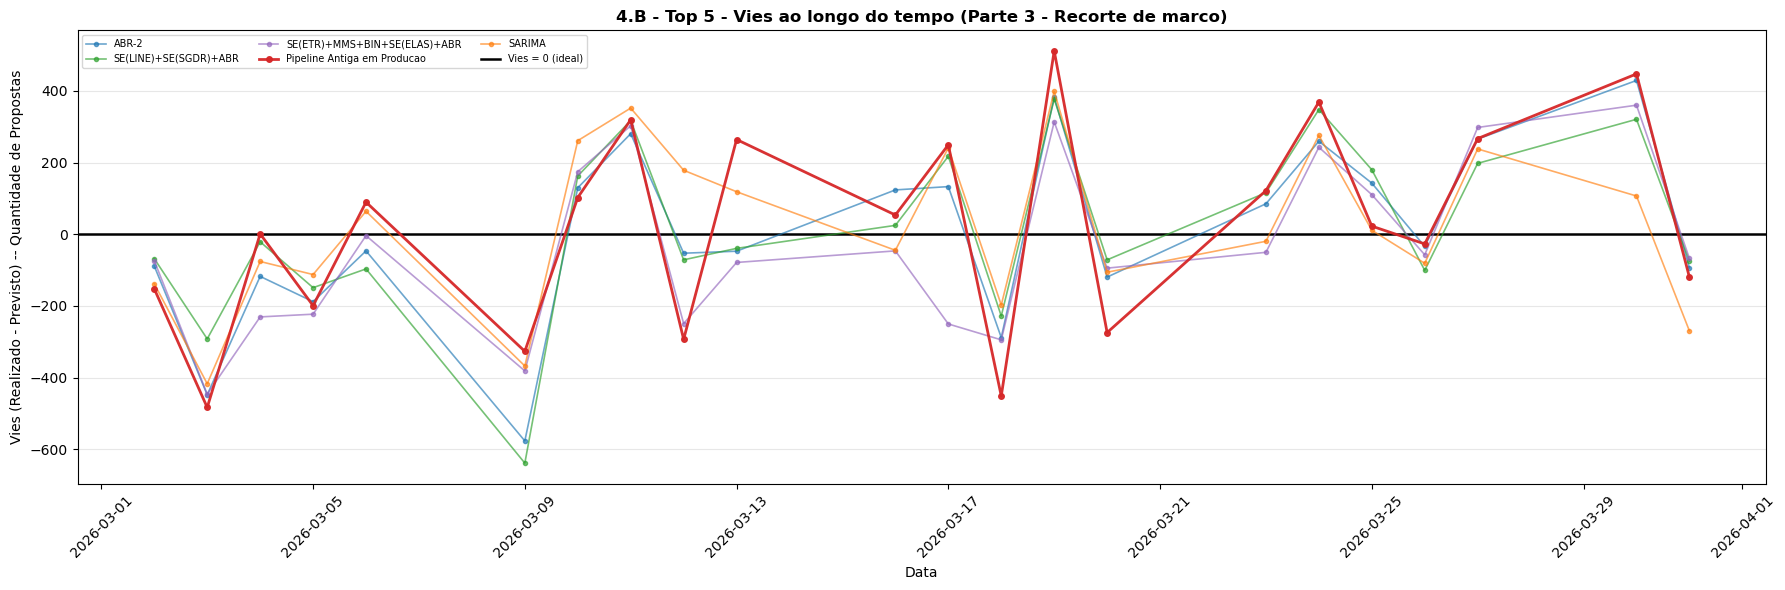 4.B - Top 5 - Vies ao longo do tempo (Parte 3 - Recorte de marco)
ABR-2
SE(LINE)+SE(SGDR)+ABR
SE(ETR)+MMS+BIN+SE(ELAS)+ABR
Pipeline Antiga em Producao
SARIMA
Vies = 0 (ideal)
Vies (Realizado - Previsto) -- Quantidade de Propostas
400
200
0
−200
−400
−600
2026-03-01
2026-03-05
2026-03-09
2026-03-13
2026-03-17
2026-03-21
2026-03-25
2026-03-29
2026-04-01
Data